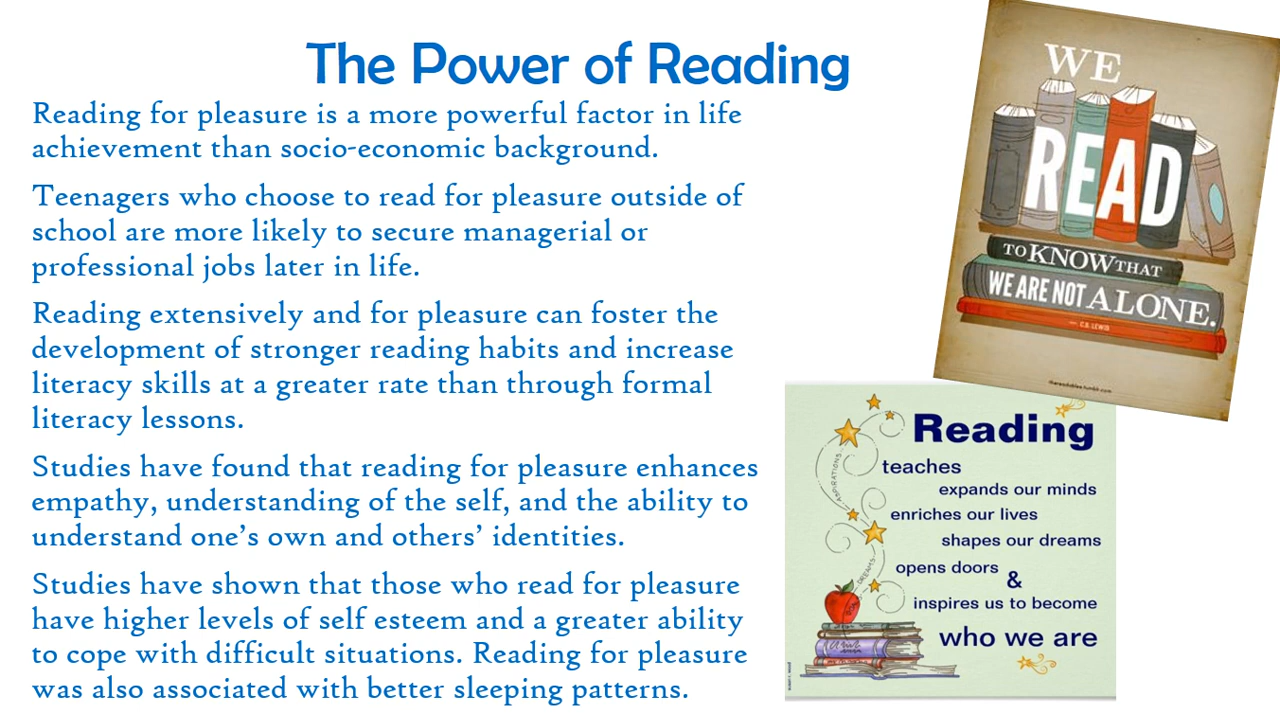 The Power of Reading
Reading for pleasure is a more powerful factor in life
achievement than socio-economic background.
Teenagers who choose to read for pleasure outside of
school are more likely to secure managerial or
professional jobs later in life.
Reading extensively and for pleasure can foster the
development of stronger reading habits and increase
literacy skills at a greater rate than through formal
literacy lessons.
Studies have found that reading for pleasure enhances
empathy, understanding of the self, and the ability to
understand one’s own and others’ identities.
Studies have shown that those who read for pleasure
have higher levels of self esteem and a greater ability
to cope with difficult situations. Reading for pleasure
was also associated with better sleeping patterns.
WE
READ
TO KNOW THAT
WE ARE NOT ALONE.
— C.S. LEWIS
Reading
teaches
expands our minds
enriches our lives
shapes our dreams
opens doors
&
inspires us to become
who we are
ASPIRATIONS
DREAMS